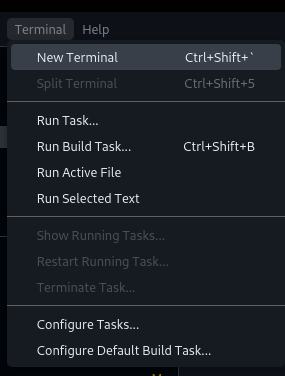 Terminal Help
New Terminal Ctrl+Shift+`
Split Terminal Ctrl+Shift+5
Run Task...
Run Build Task... Ctrl+Shift+B
Run Active File
Run Selected Text
Show Running Tasks...
Restart Running Task...
Terminate Task...
Configure Tasks...
Configure Default Build Task...